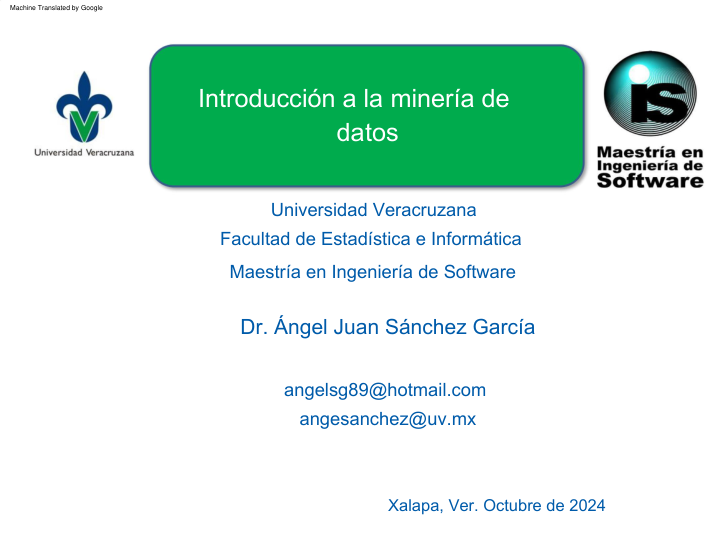 Machine Translated by Google
Introducción a la minería de
datos
Universidad Veracruzana
iS
Maestría en
Ingeniería de
Software
Universidad Veracruzana
Facultad de Estadística e Informática
Maestría en Ingeniería de Software
Dr. Ángel Juan Sánchez García
angelsg89@hotmail.com
angesanchez@uv.mx
Xalapa, Ver. Octubre de 2024